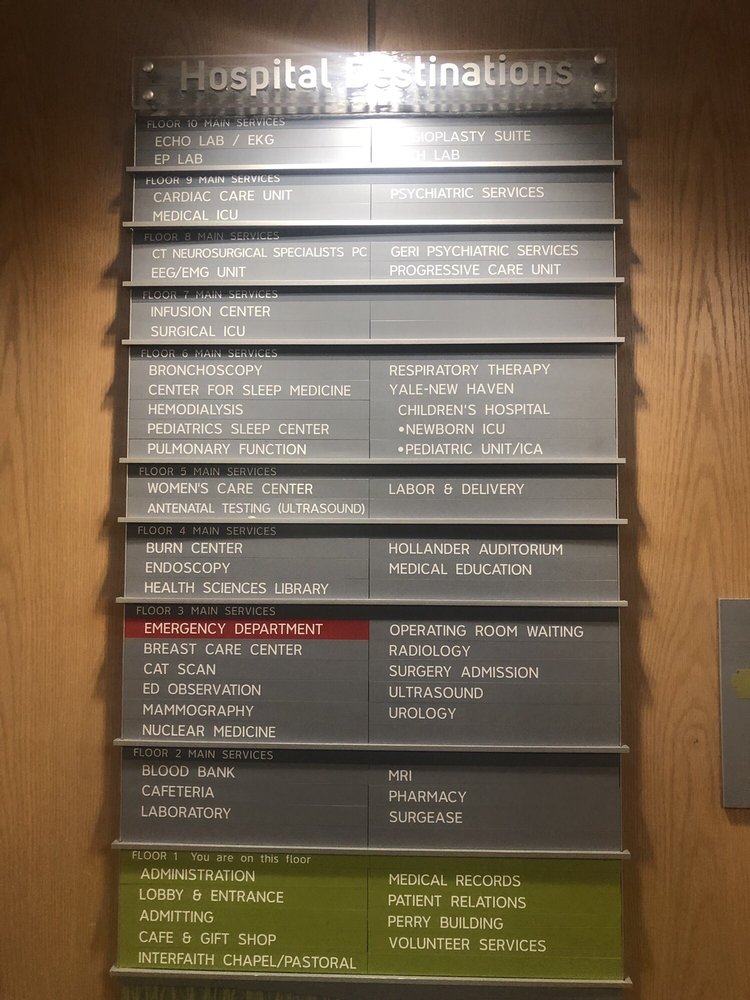 Hospital Destinations
FLOOR 10 MAIN SERVICES
ECHO LAB / EKG
EP LAB
LAB
SUITE
FLOOR 9 MAIN SERVICES
CARDIAC CARE UNIT
MEDICAL ICU
PSYCHIATRIC SERVICES
FLOOR 8 MAIN SERVICES
CT NEUROSURGICAL SPECIALISTS PC
EEG/EMG UNIT
GERI PSYCHIATRIC SERVICES
PROGRESSIVE CARE UNIT
FLOOR 7 MAIN SERVICES
INFUSION CENTER
SURGICAL ICU
FLOOR 6 MAIN SERVICES
BRONCHOSCOPY
CENTER FOR SLEEP MEDICINE
HEMODIALYSIS
PEDIATRICS SLEEP CENTER
PULMONARY FUNCTION
RESPIRATORY THERAPY
YALE-NEW HAVEN
CHILDREN'S HOSPITAL
•NEWBORN ICU
•PEDIATRIC UNIT/ICA
FLOOR 5 MAIN SERVICES
WOMEN'S CARE CENTER
ANTENATAL TESTING (ULTRASOUND)
LABOR & DELIVERY
FLOOR 4 MAIN SERVICES
BURN CENTER
ENDOSCOPY
HEALTH SCIENCES LIBRARY
HOLLANDER AUDITORIUM
MEDICAL EDUCATION
FLOOR 3 MAIN SERVICES
EMERGENCY DEPARTMENT
BREAST CARE CENTER
CAT SCAN
ED OBSERVATION
MAMMOGRAPHY
NUCLEAR MEDICINE
OPERATING ROOM WAITING
RADIOLOGY
SURGERY ADMISSION
ULTRASOUND
UROLOGY
FLOOR 2 MAIN SERVICES
BLOOD BANK
CAFETERIA
LABORATORY
MRI
PHARMACY
SURGEASE
FLOOR 1 You are on this floor
ADMINISTRATION
LOBBY & ENTRANCE
ADMITTING
CAFE & GIFT SHOP
INTERFAITH CHAPEL/PASTORAL
MEDICAL RECORDS
PATIENT RELATIONS
PERRY BUILDING
VOLUNTEER SERVICES